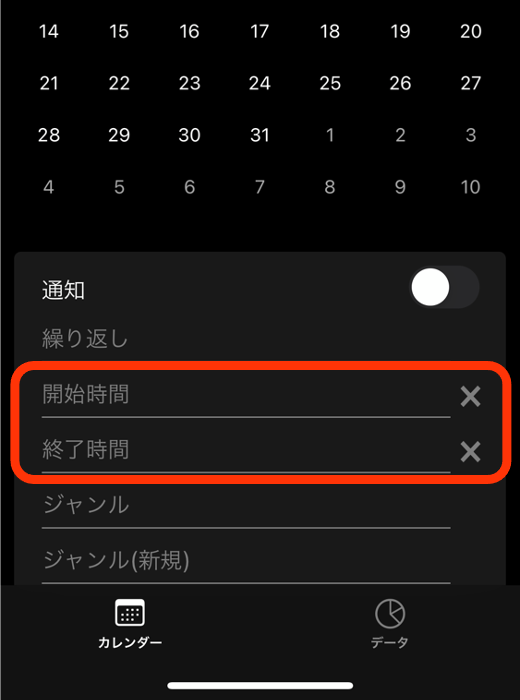 14 15 16 17 18 19 20
21 22 23 24 25 26 27
28 29 30 31 1 2 3
4 5 6 7 8 9 10
通知
繰り返し
開始時間
終了時間
ジャンル
ジャンル(新規)
カレンダー データ